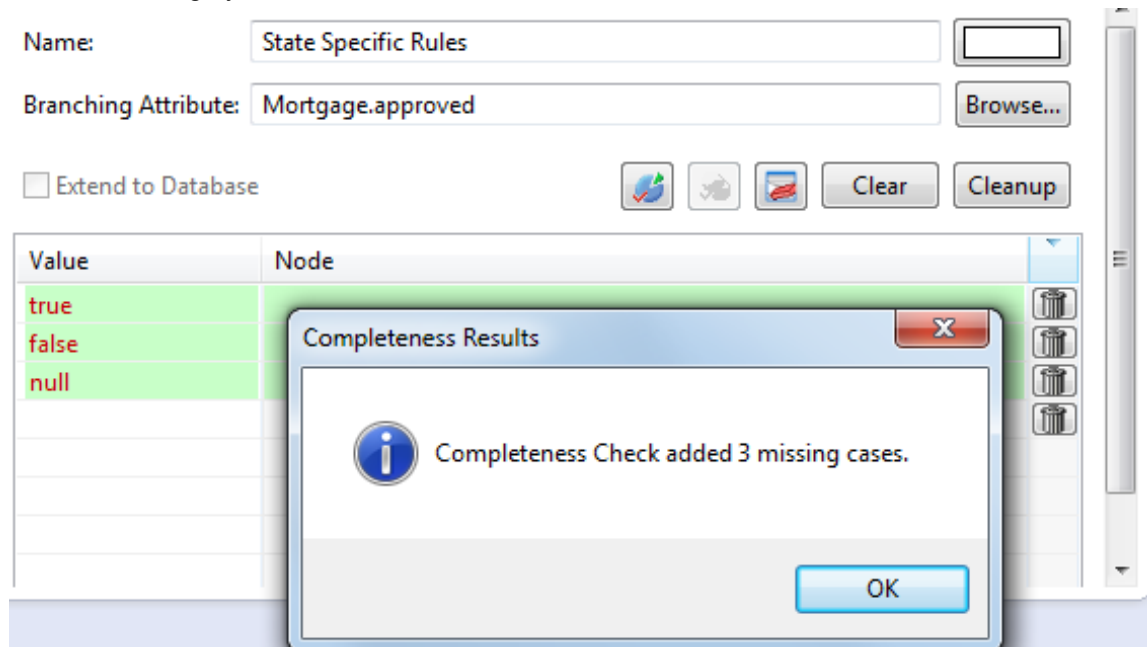 Name: State Specific Rules
Branching Attribute: Mortgage.approved Browse...
Extend to Database Clear Cleanup
Value Node
true
false
null
Completeness Results
Completeness Check added 3 missing cases.
OK